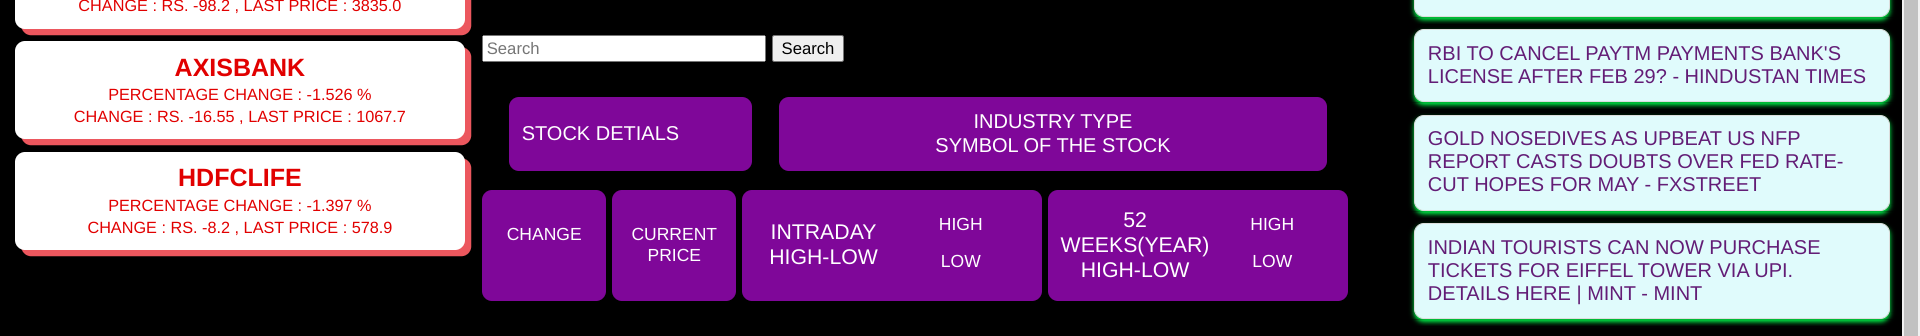 CHANGE : RS. -98.2 , LAST PRICE : 3835.0
AXISBANK
PERCENTAGE CHANGE : -1.526 %
CHANGE : RS. -16.55 , LAST PRICE : 1067.7
HDFCLIFE
PERCENTAGE CHANGE : -1.397 %
CHANGE : RS. -8.2 , LAST PRICE : 578.9
Search Search
STOCK DETIALS
INDUSTRY TYPE
SYMBOL OF THE STOCK
CHANGE
CURRENT
PRICE
INTRADAY
HIGH-LOW
HIGH
LOW
52
WEEKS(YEAR)
HIGH-LOW
HIGH
LOW
RBI TO CANCEL PAYTM PAYMENTS BANK'S
LICENSE AFTER FEB 29? - HINDUSTAN TIMES
GOLD NOSEDIVES AS UPBEAT US NFP
REPORT CASTS DOUBTS OVER FED RATE-
CUT HOPES FOR MAY - FXSTREET
INDIAN TOURISTS CAN NOW PURCHASE
TICKETS FOR EIFFEL TOWER VIA UPI.
DETAILS HERE | MINT - MINT